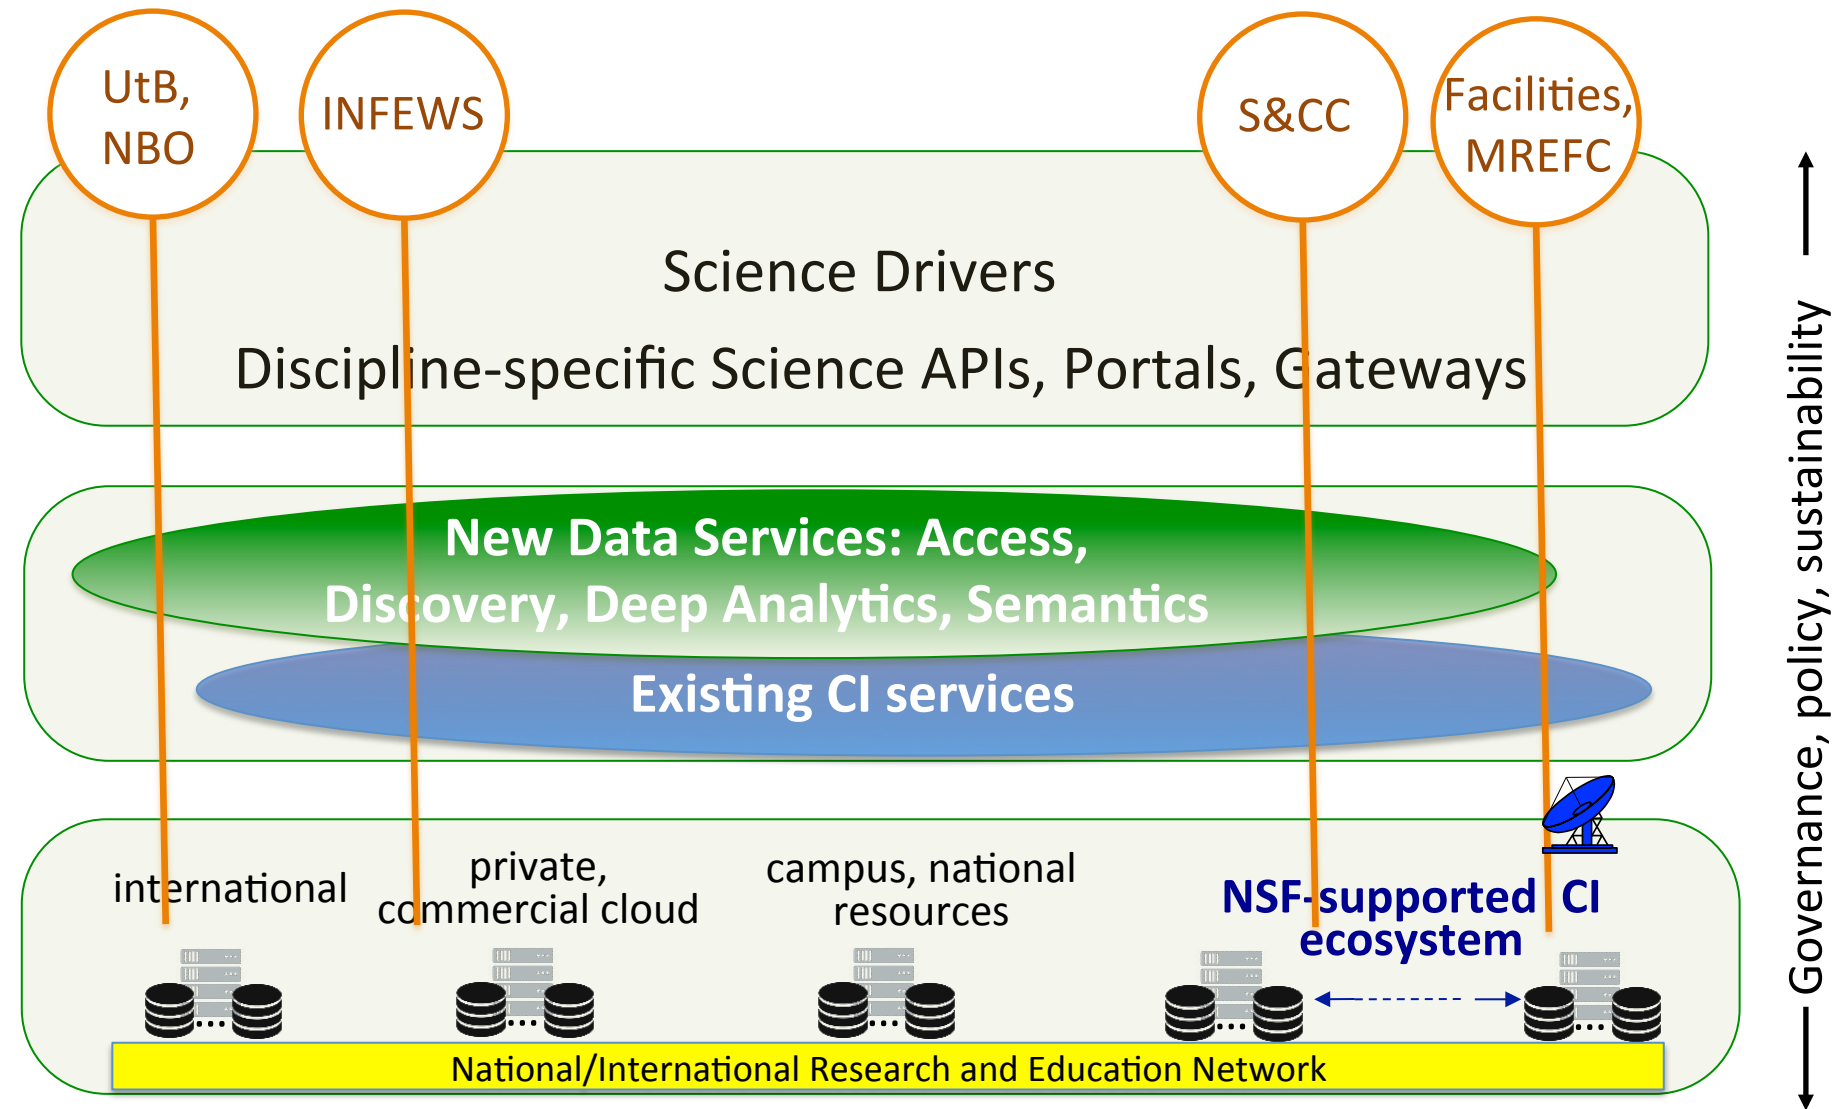 UtB,
NBO
INFEWS
S&CC
Facilities,
MREFC
Science Drivers
Discipline-specific Science APIs, Portals, Gateways
New Data Services: Access,
Discovery, Deep Analytics, Semantics
Existing CI services
international
private,
commercial cloud
campus, national
resources
NSF-supported CI
ecosystem
...
...
...
...
...
National/International Research and Education Network
Governance, policy, sustainability